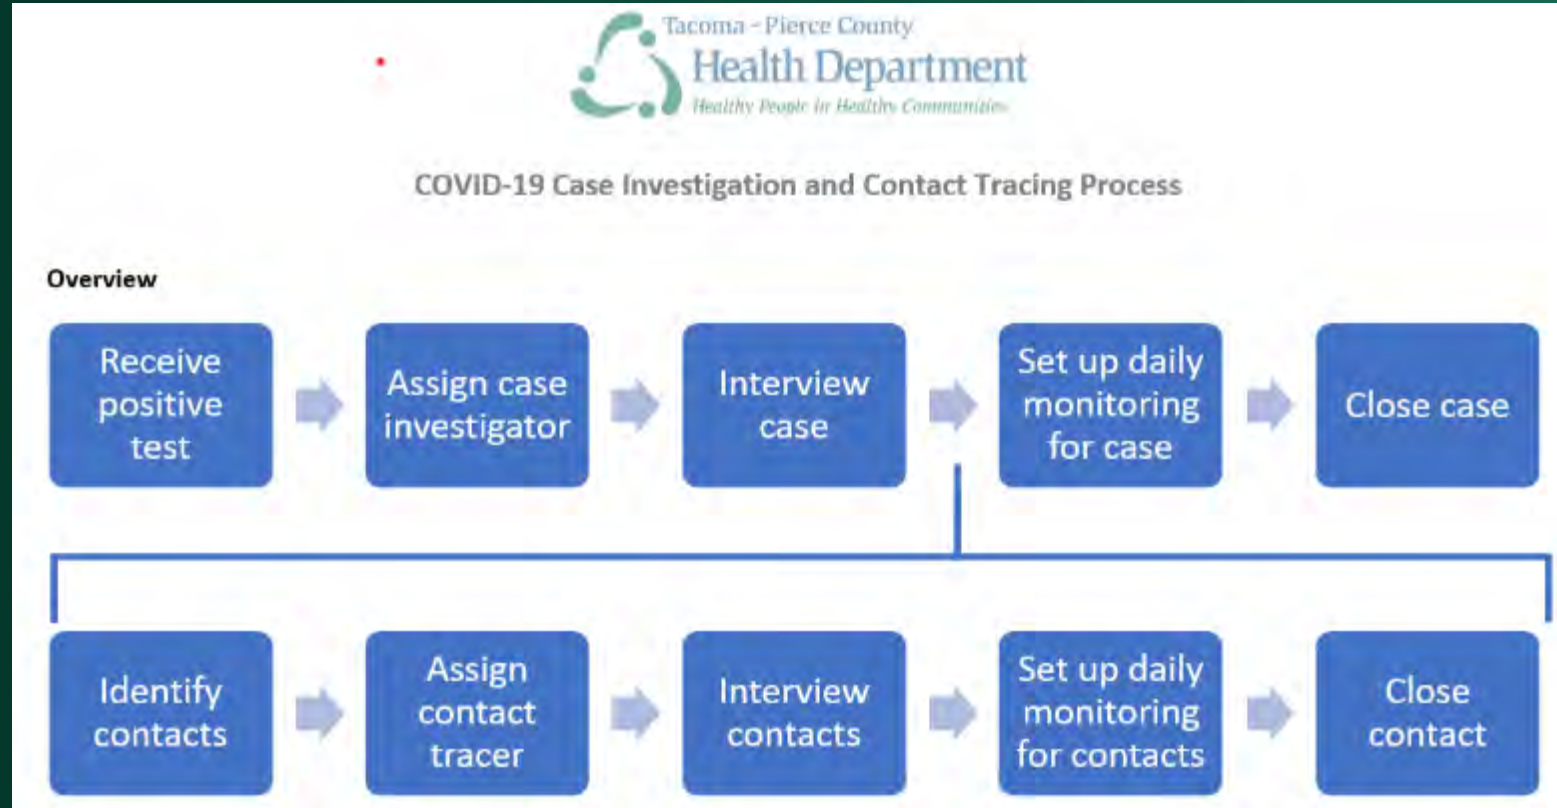 Tacoma - Pierce County
Health Department
Healthy People in Healthy Communities
COVID-19 Case Investigation and Contact Tracing Process
Overview
Receive
positive
test
Assign case
investigator
Interview
case
Set up daily
monitoring
for case
Close case
Identify
contacts
Assign
contact
tracer
Interview
contacts
Set up daily
monitoring
for contacts
Close
contact